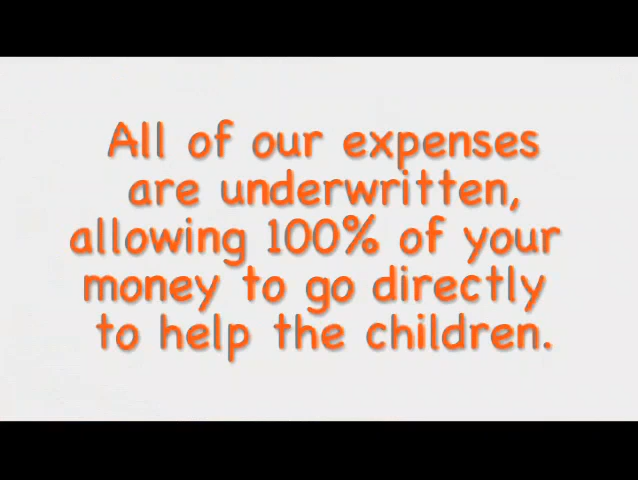 All of our expenses
are underwritten,
allowing 100% of your
money to go directly
to help the children.